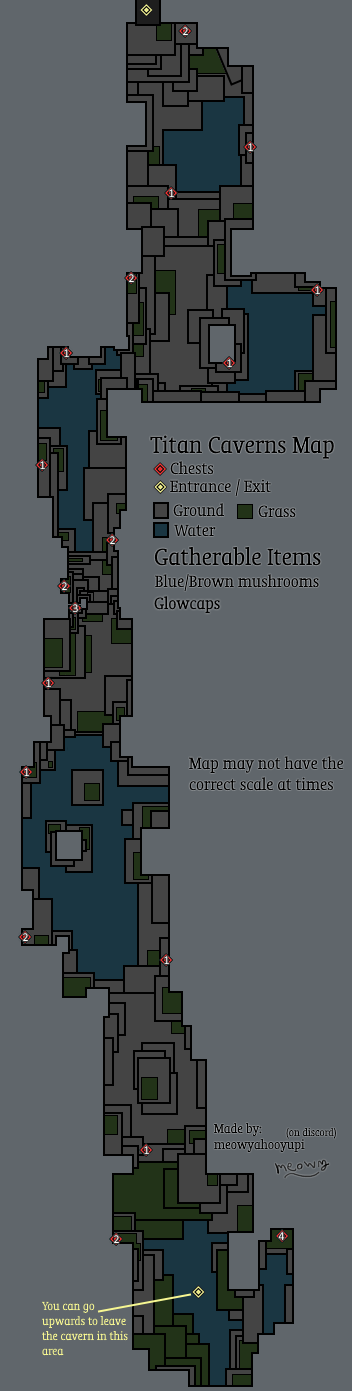 2
1
1
2
1
1
1
1
Titan Caverns Map
Chests
Entrance / Exit
Ground
Grass
Water
2
Gatherable Items
2
Blue/Brown mushrooms
3
Glowcaps
1
Map may not have the
correct scale at times
1
2
1
Made by:
(on discord)
meowyahooyupi
1
meowy
2
4
You can go
upwards to leave
the cavern in this
area